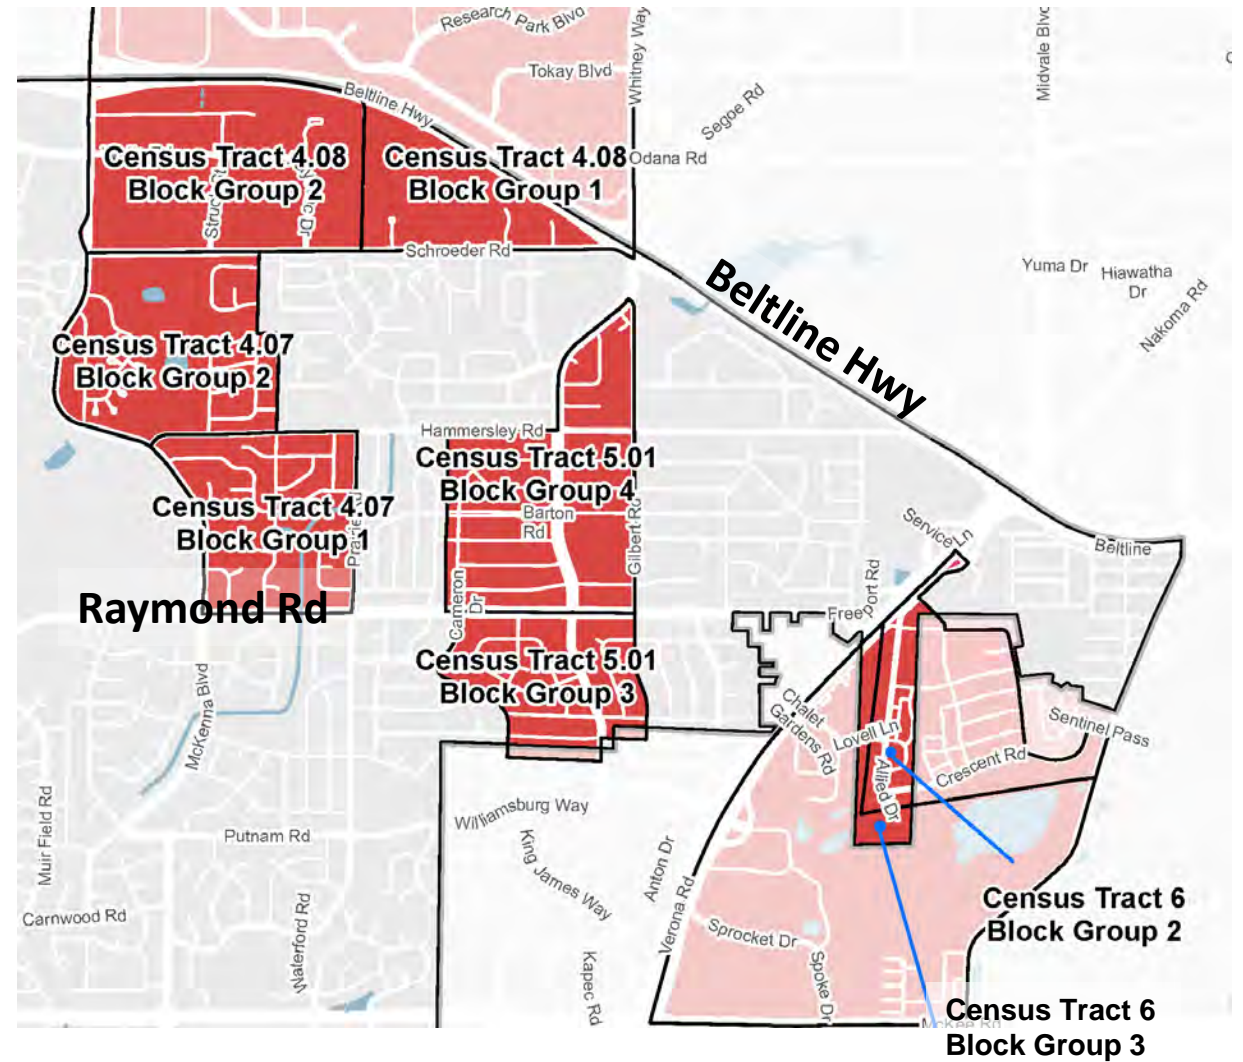 Research Park Blvd
Whitney Way
Midvale Blvd
Tokay Blvd
Beltline Hwy
Segoe Rd
Odana Rd
Census Tract 4.08
Block Group 2
Census Tract 4.08
Block Group 1
Dr
Schroeder Rd
Beltline Hwy
Yuma Dr
Hiawatha
Dr
Nakoma Rd
Census Tract 4.07
Block Group 2
Hammersley Rd
Census Tract 5.01
Block Group 4
Barton
Rd
Gilbert Rd
Census Tract 4.07
Block Group 1
Service Ln
Beltline
Raymond Rd
Cameron
Dr
Freeport Rd
Census Tract 5.01
Block Group 3
McKenna Blvd
Chalet
Gardens Rd
Lovell Ln
Allied Dr
Sentinel Pass
Crescent Rd
Williamsburg Way
Muir Field Rd
Putnam Rd
King James Way
Anton Dr
Verona Rd
Carnwood Rd
Waterford Rd
Kapec Rd
Sprocket Dr
Spoke Dr
Census Tract 6
Block Group 2
Census Tract 6
McKee Rd
Block Group 3